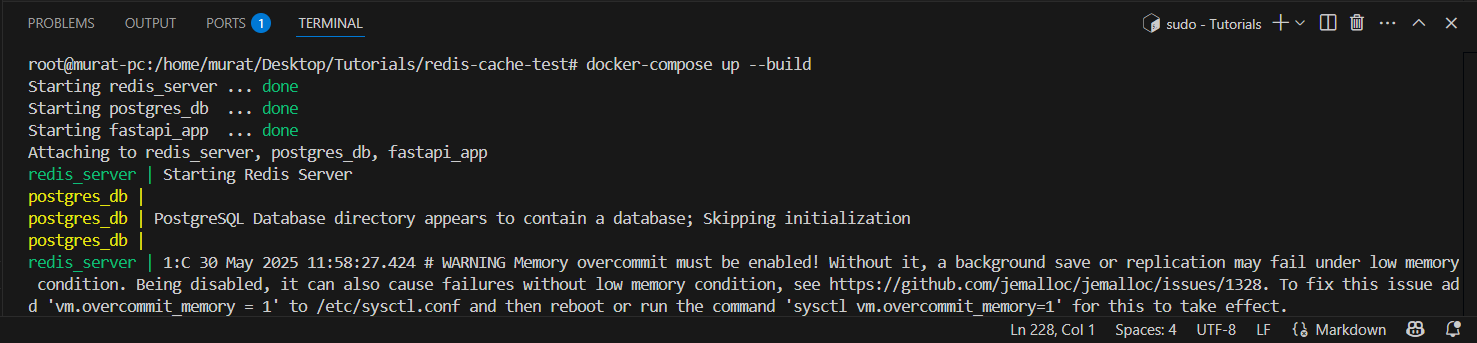 PROBLEMS OUTPUT PORTS 1 TERMINAL sudo - Tutorials
root@murat-pc:/home/murat/Desktop/Tutorials/redis-cache-test# docker-compose up --build
Starting redis_server ... done
Starting postgres_db  ... done
Starting fastapi_app  ... done
Attaching to redis_server, postgres_db, fastapi_app
redis_server | Starting Redis Server
postgres_db |
postgres_db | PostgreSQL Database directory appears to contain a database; Skipping initialization
postgres_db |
redis_server | 1:C 30 May 2025 11:58:27.424 # WARNING Memory overcommit must be enabled! Without it, a background save or replication may fail under low memory
 condition. Being disabled, it can also cause failures without low memory condition, see https://github.com/jemalloc/jemalloc/issues/1328. To fix this issue ad
d 'vm.overcommit_memory = 1' to /etc/sysctl.conf and then reboot or run the command 'sysctl vm.overcommit_memory=1' for this to take effect.
Ln 228, Col 1 Spaces: 4 UTF-8 LF Markdown